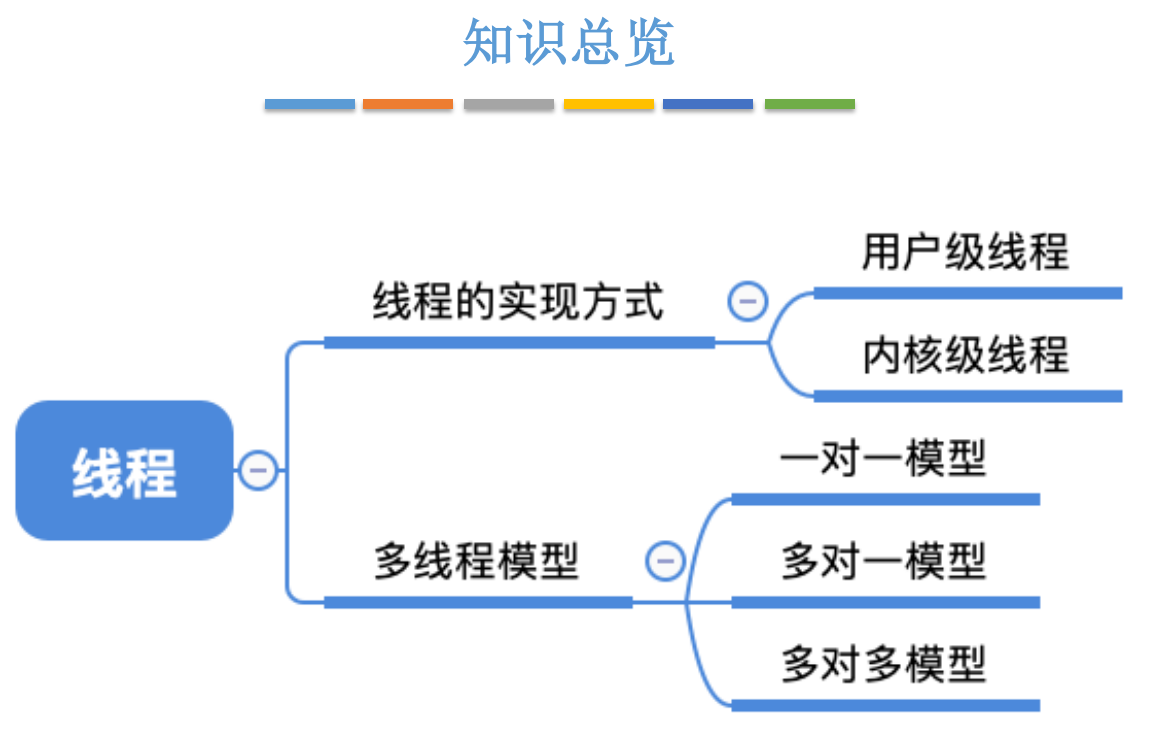 知识总览
线程
线程的实现方式
用户级线程
内核级线程
多线程模型
一对一模型
多对一模型
多对多模型